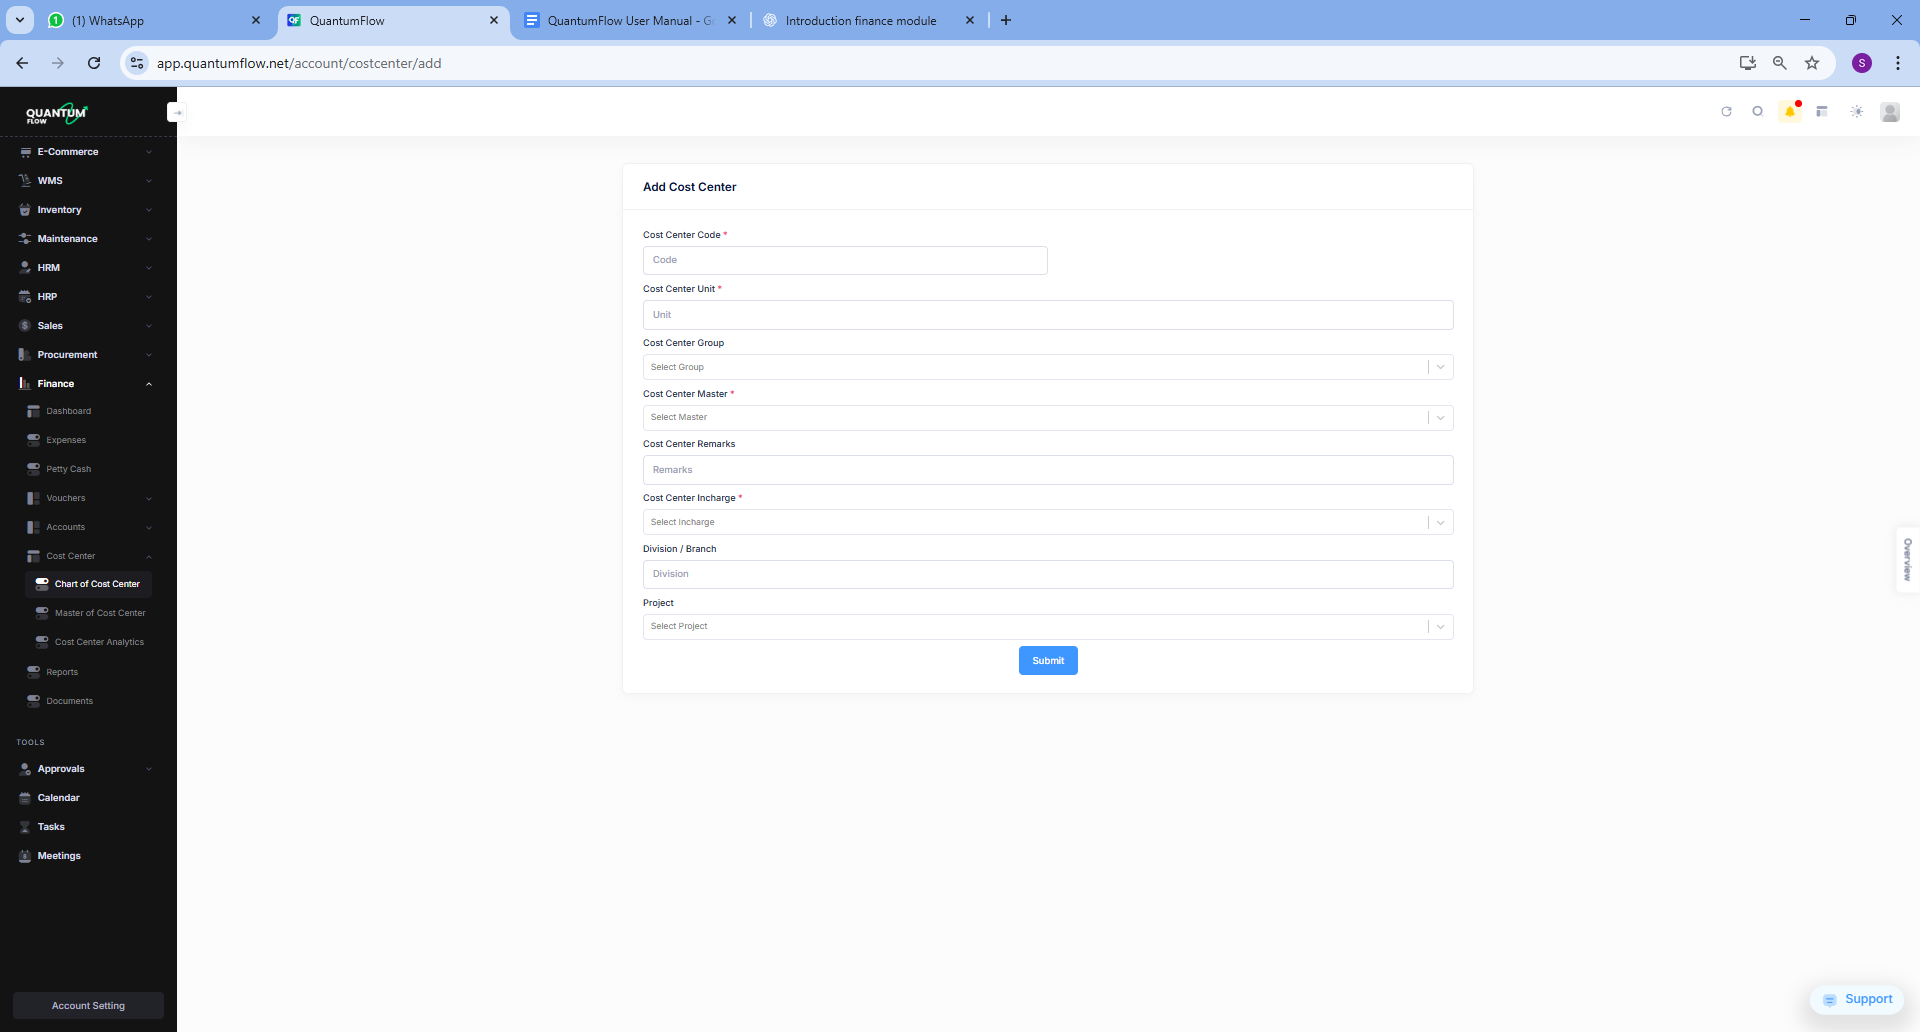 (1) WhatsApp
QuantumFlow
QuantumFlow User Manual - G
Introduction finance module
app.quantumflow.net/account/costcenter/add
S
QUANTUM
FLOW
E-Commerce
WMS
Inventory
Maintenance
HRM
HRP
Sales
Procurement
Finance
Dashboard
Expenses
Petty Cash
Vouchers
Accounts
Cost Center
Chart of Cost Center
Master of Cost Center
Cost Center Analytics
Reports
Documents
TOOLS
Approvals
Calendar
Tasks
Meetings
Account Setting
Add Cost Center
Cost Center Code *
Code
Cost Center Unit *
Unit
Cost Center Group
Select Group
Cost Center Master *
Select Master
Cost Center Remarks
Remarks
Cost Center Incharge *
Select Incharge
Division / Branch
Division
Project
Select Project
Submit
Overview
Support